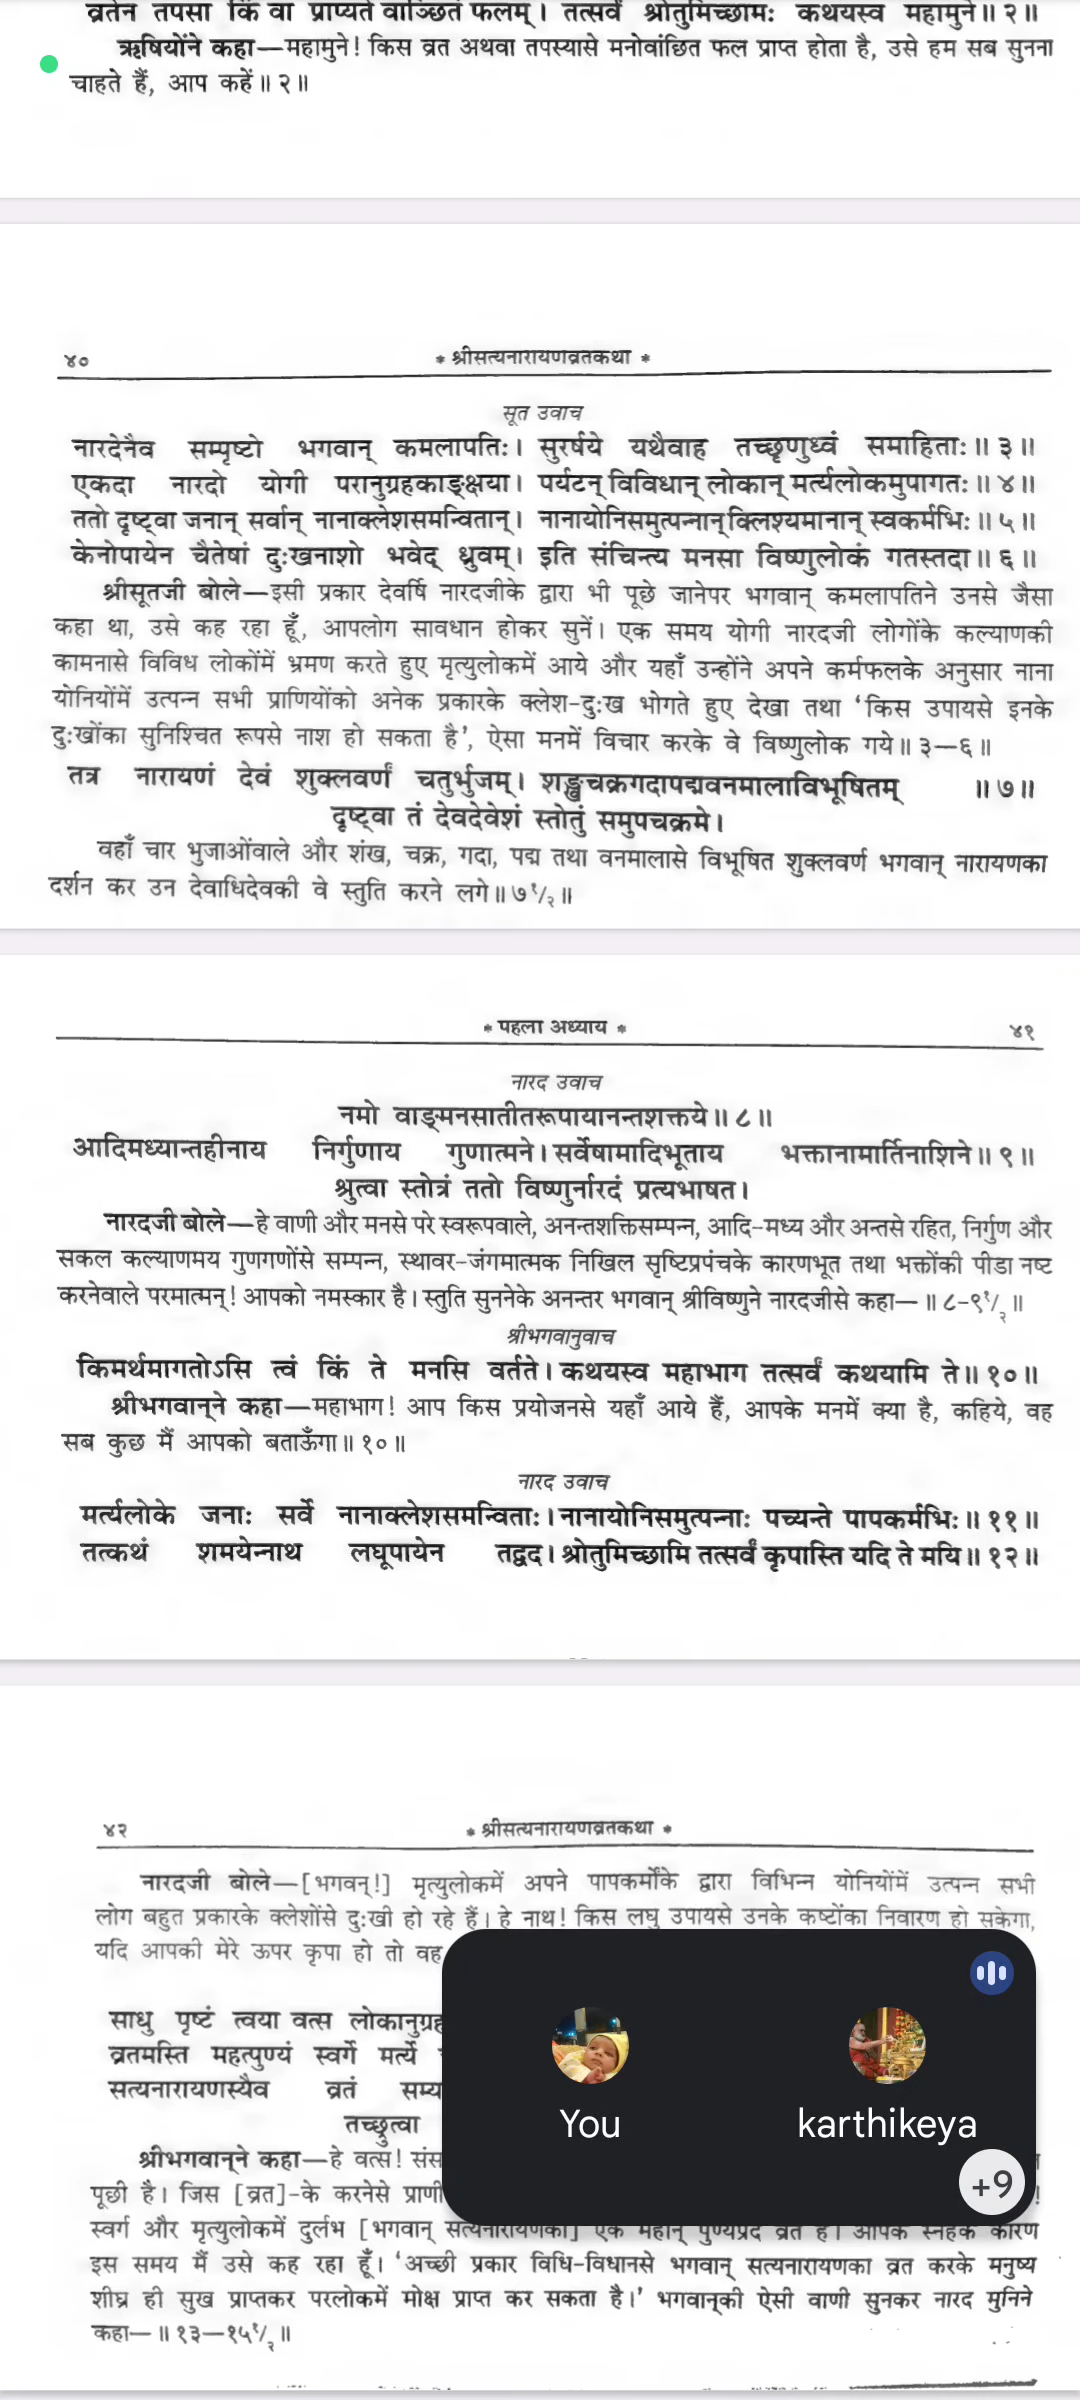 व्रतेन तपसा किं वा प्राप्यते वाञ्छितं फलम्। तत्सर्वं श्रोतुमिच्छामः कथयस्व महामुने॥ २॥
ऋषियोंने कहा—महामुने! किस व्रत अथवा तपस्यासे मनोवांछित फल प्राप्त होता है, उसे हम सब सुनना
चाहते हैं, आप कहें॥ २॥
४० * श्रीसत्यनारायणव्रतकथा *
सूत उवाच
नारदेनैव सम्पृष्टो भगवान् कमलापतिः। सुरर्षये यथैवाह तच्छृणुध्वं समाहिताः॥ ३॥
एकदा नारदो योगी परानुग्रहकाङ्क्षया। पर्यटन् विविधान् लोकान् मर्त्यलोकमुपागतः॥ ४॥
ततो दृष्ट्वा जनान् सर्वान् नानाक्लेशसमन्वितान्। नानायोनिसमुत्पन्नान् क्लिश्यमानान् स्वकर्मभिः॥ ५॥
केनोपायेन चैतेषां दुःखनाशो भवेद् ध्रुवम्। इति संचिन्त्य मनसा विष्णुलोकं गतस्तदा॥ ६॥
श्रीसूतजी बोले—इसी प्रकार देवर्षि नारदजीके द्वारा भी पूछे जानेपर भगवान् कमलापतिने उनसे जैसा
कहा था, उसे कह रहा हूँ, आपलोग सावधान होकर सुनें। एक समय योगी नारदजी लोगोंके कल्याणकी
कामनासे विविध लोकोंमें भ्रमण करते हुए मृत्युलोकमें आये और यहाँ उन्होंने अपने कर्मफलके अनुसार नाना
योनियोंमें उत्पन्न सभी प्राणियोंको अनेक प्रकारके क्लेश-दुःख भोगते हुए देखा तथा ‘किस उपायसे इनके
दुःखोंका सुनिश्चित रूपसे नाश हो सकता है’, ऐसा मनमें विचार करके वे विष्णुलोक गये॥ ३—६॥
तत्र नारायणं देवं शुक्लवर्णं चतुर्भुजम्। शङ्खचक्रगदापद्मवनमालाविभूषितम् ॥ ७॥
दृष्ट्वा तं देवदेवेशं स्तोतुं समुपचक्रमे।
वहाँ चार भुजाओंवाले और शंख, चक्र, गदा, पद्म तथा वनमालासे विभूषित शुक्लवर्ण भगवान् नारायणका
दर्शन कर उन देवाधिदेवकी वे स्तुति करने लगे॥ ७१/२॥
* पहला अध्याय * ४१
नारद उवाच
नमो वाङ्मनसातीतरूपायानन्तशक्तये॥ ८॥
आदिमध्यान्तहीनाय निर्गुणाय गुणात्मने। सर्वेषामादिभूताय भक्तानामार्तिनाशिने॥ ९॥
श्रुत्वा स्तोत्रं ततो विष्णुर्नारदं प्रत्यभाषत।
नारदजी बोले—हे वाणी और मनसे परे स्वरूपवाले, अनन्तशक्तिसम्पन्न, आदि-मध्य और अन्तसे रहित, निर्गुण और
सकल कल्याणमय गुणगणोंसे सम्पन्न, स्थावर-जंगमात्मक निखिल सृष्टिप्रपंचके कारणभूत तथा भक्तोंकी पीडा नष्ट
करनेवाले परमात्मन्! आपको नमस्कार है। स्तुति सुननेके अनन्तर भगवान् श्रीविष्णुने नारदजीसे कहा—॥ ८-९१/२॥
श्रीभगवानुवाच
किमर्थमागतोऽसि त्वं किं ते मनसि वर्तते। कथयस्व महाभाग तत्सर्वं कथयामि ते॥ १०॥
श्रीभगवान्ने कहा—महाभाग! आप किस प्रयोजनसे यहाँ आये हैं, आपके मनमें क्या है, कहिये, वह
सब कुछ मैं आपको बताऊँगा॥ १०॥
नारद उवाच
मर्त्यलोके जनाः सर्वे नानाक्लेशसमन्विताः। नानायोनिसमुत्पन्नाः पच्यन्ते पापकर्मभिः॥ ११॥
तत्कथं शमयेन्नाथ लघूपायेन तद्वद। श्रोतुमिच्छामि तत्सर्वं कृपास्ति यदि ते मयि॥ १२॥
४२ * श्रीसत्यनारायणव्रतकथा *
नारदजी बोले—[भगवन्!] मृत्युलोकमें अपने पापकर्मोंके द्वारा विभिन्न योनियोंमें उत्पन्न सभी
लोग बहुत प्रकारके क्लेशोंसे दुःखी हो रहे हैं। हे नाथ! किस लघु उपायसे उनके कष्टोंका निवारण हो सकेगा,
यदि आपकी मेरे ऊपर कृपा हो तो वह
साधु पृष्टं त्वया वत्स लोकानुग्रह
व्रतमस्ति महत्पुण्यं स्वर्गे मर्त्ये
सत्यनारायणस्यैव व्रतं सम्य
तच्छ्रुत्वा
श्रीभगवान्ने कहा—हे वत्स! संस
पूछी है। जिस [व्रत]-के करनेसे प्राणी
स्वर्ग और मृत्युलोकमें दुर्लभ [भगवान् सत्यनारायणका] एक महान् पुण्यप्रद व्रत है। आपके स्नेहके कारण
इस समय मैं उसे कह रहा हूँ। ‘अच्छी प्रकार विधि-विधानसे भगवान् सत्यनारायणका व्रत करके मनुष्य
शीघ्र ही सुख प्राप्तकर परलोकमें मोक्ष प्राप्त कर सकता है।’ भगवान्की ऐसी वाणी सुनकर नारद मुनिने
कहा—॥ १३—१५१/२॥
You karthikeya
+9